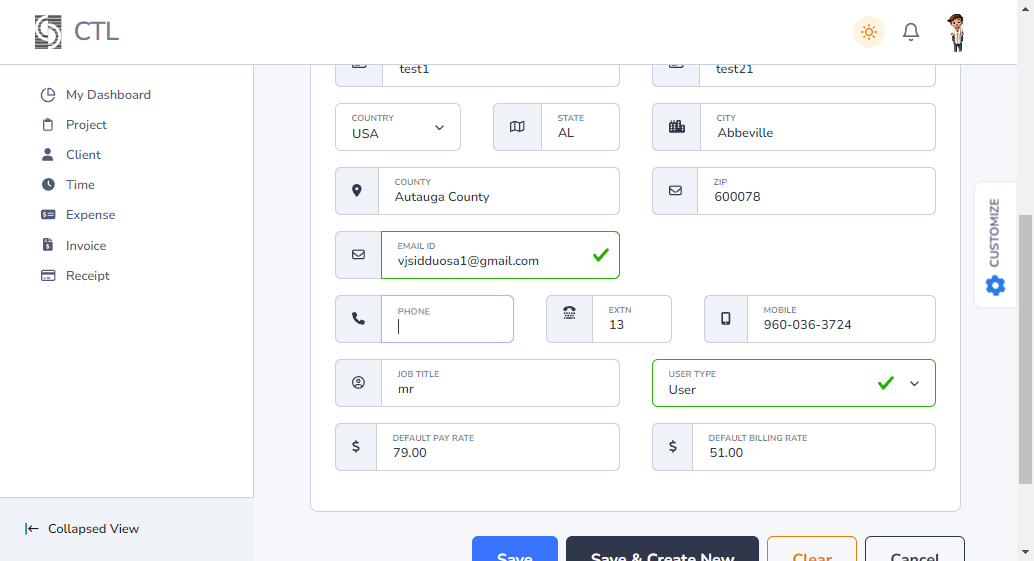 CTL
My Dashboard
Project
Client
Time
Expense
Invoice
Receipt
Collapsed View
test1
test21
COUNTRY
USA
STATE
AL
CITY
Abbeville
COUNTY
Autauga County
ZIP
600078
EMAIL ID
vjsidduosa1@gmail.com
PHONE
EXTN
13
MOBILE
960-036-3724
JOB TITLE
mr
USER TYPE
User
DEFAULT PAY RATE
79.00
DEFAULT BILLING RATE
51.00
Save
Save & Create New
Clear
Cancel
CUSTOMIZE